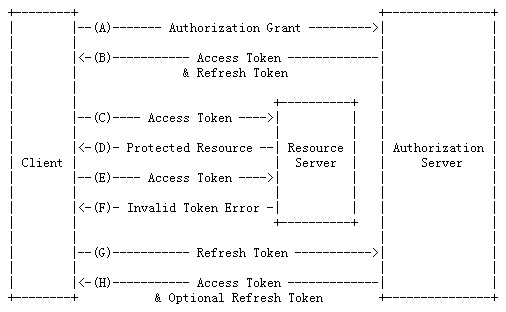 --(A)------- Authorization Grant --------->
<-(B)----------- Access Token -------------
& Refresh Token
--(C)---- Access Token ---->
<-(D)- Protected Resource --
Resource
Authorization
Client
Server
Server
--(E)---- Access Token ---->
<-(F)- Invalid Token Error -
--(G)----------- Refresh Token ----------->
<-(H)----------- Access Token -------------
& Optional Refresh Token